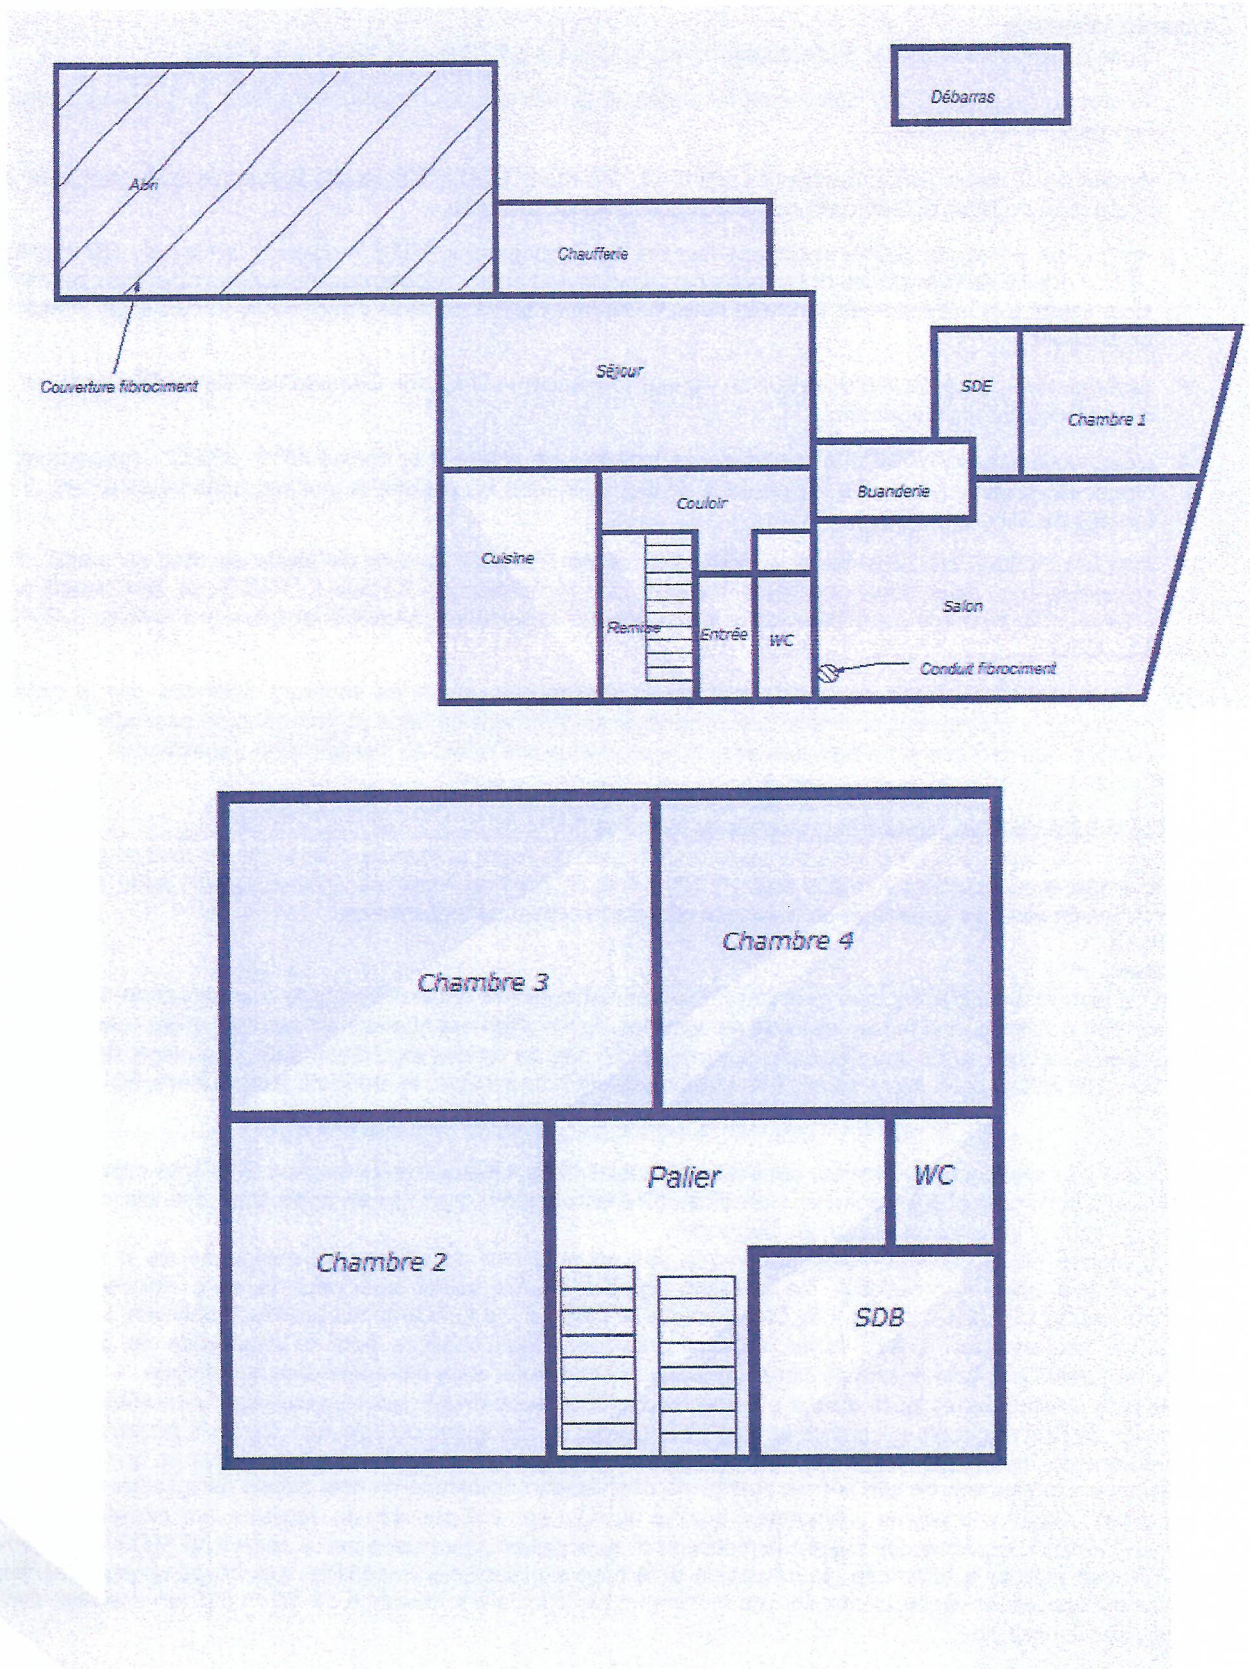 Débarras
Abri
Chaufferie
Couverture fibrociment
Séjour
SDE
Chambre 1
Couloir
Buanderie
Cuisine
Remise
Entrée
WC
Salon
Conduit fibrociment
Chambre 4
Chambre 3
Palier
WC
Chambre 2
SDB